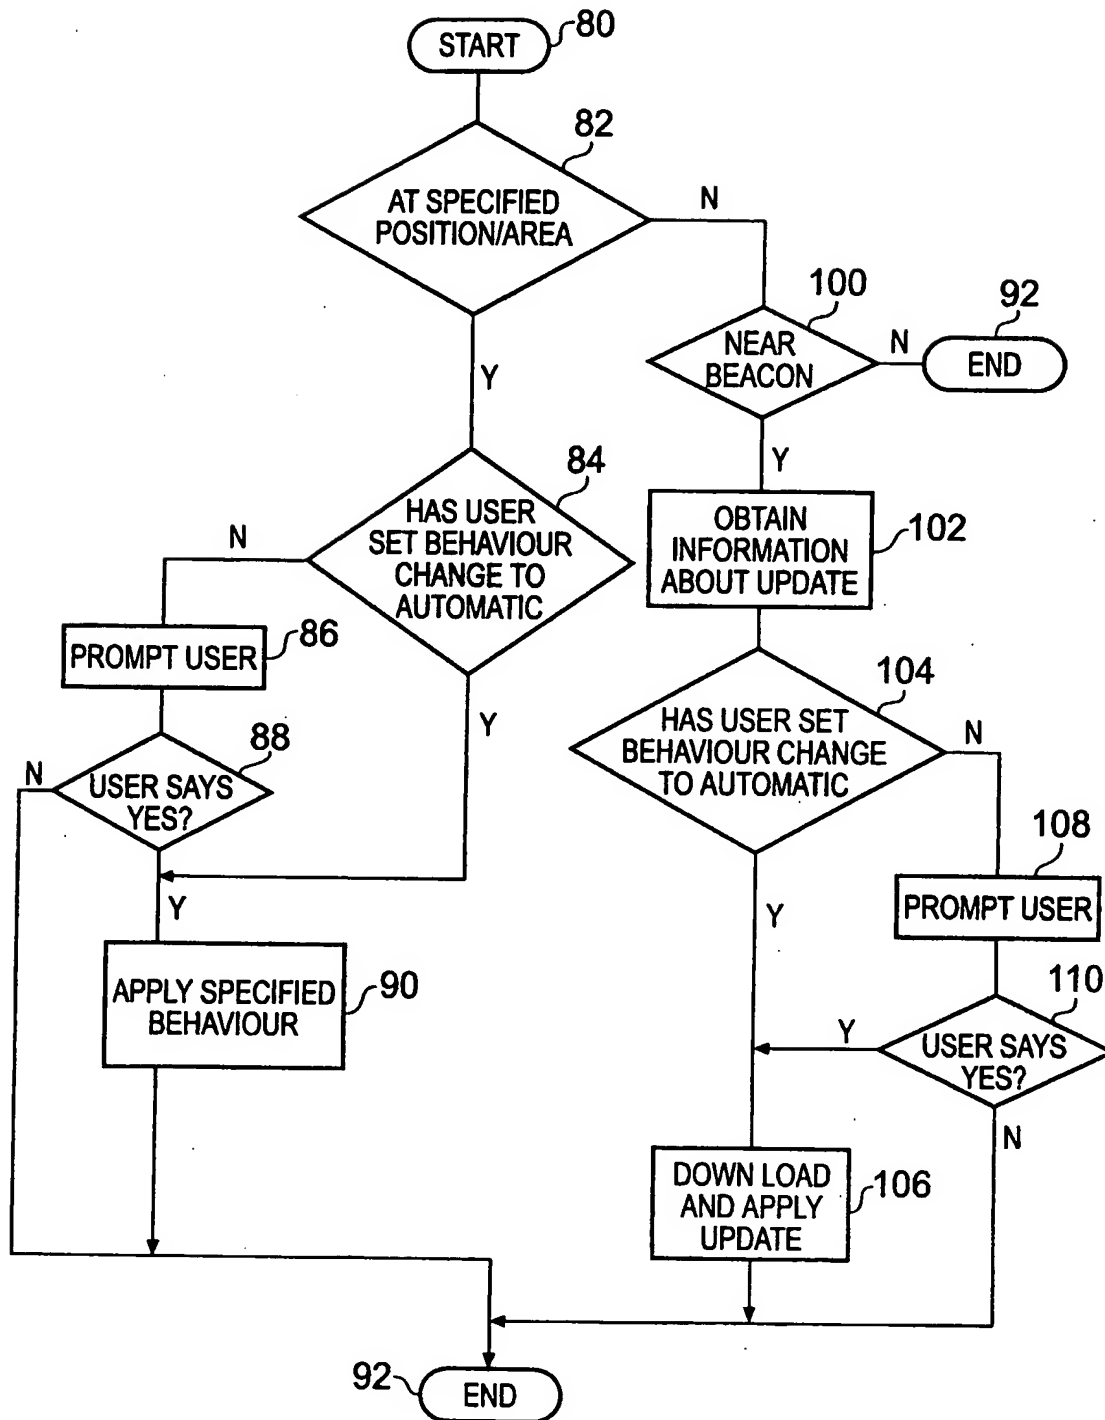 START
80
82
AT SPECIFIED
POSITION/AREA
N
Y
100
NEAR
BEACON
N
92
END
Y
84
HAS USER
SET BEHAVIOUR
CHANGE TO
AUTOMATIC
N
Y
OBTAIN
INFORMATION
ABOUT UPDATE
102
86
PROMPT USER
88
USER SAYS
YES?
N
Y
104
HAS USER SET
BEHAVIOUR CHANGE
TO AUTOMATIC
N
Y
108
PROMPT USER
110
USER SAYS
YES?
Y
N
APPLY SPECIFIED
BEHAVIOUR
90
DOWN LOAD
AND APPLY
UPDATE
106
92
END